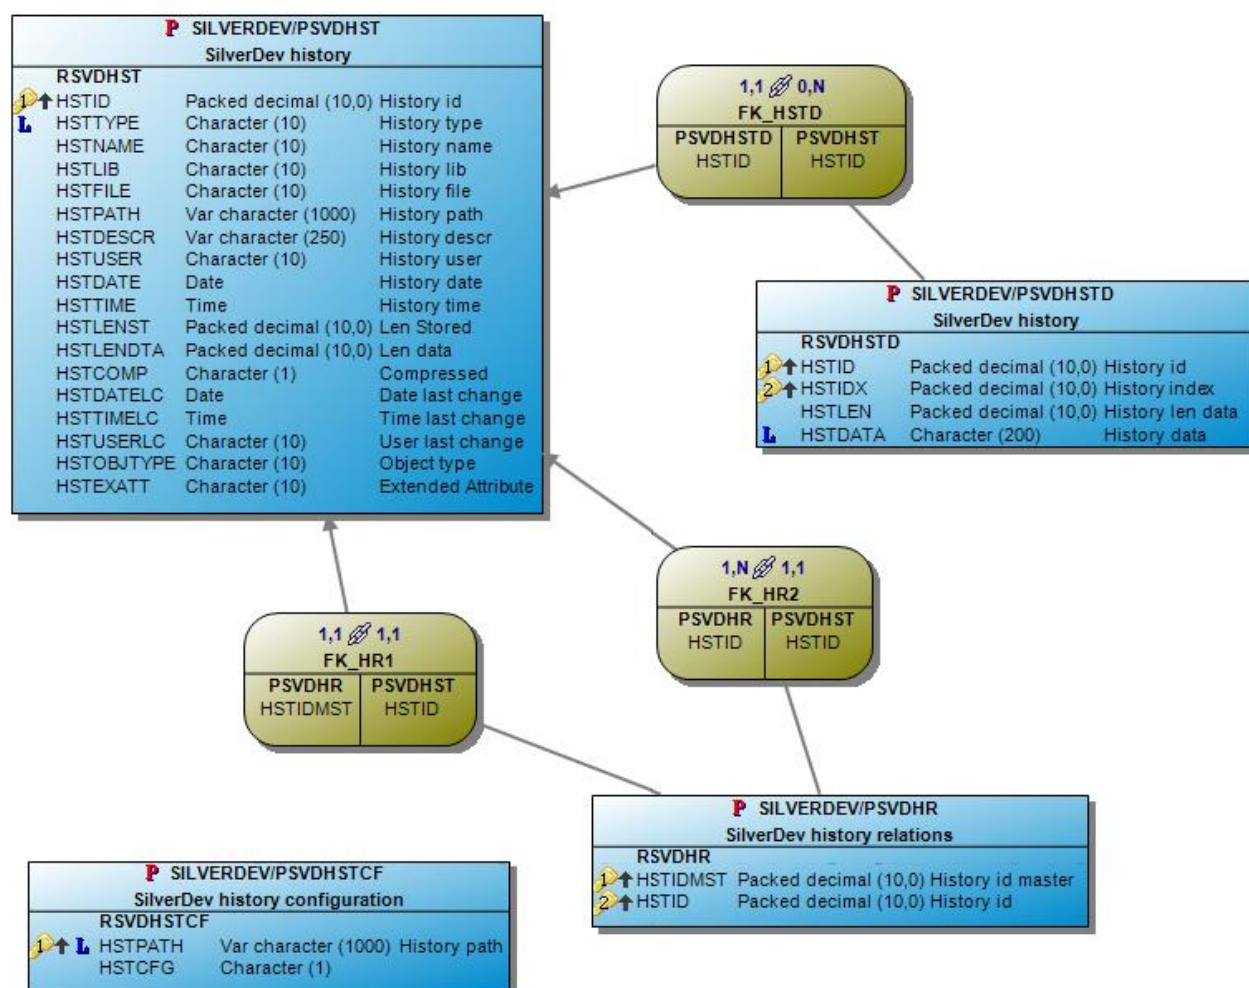 P SILVERDEV/PSVDHST
SilverDev history
RSVDHST
1 HSTID Packed decimal (10,0) History id
L HSTTYPE Character (10) History type
HSTNAME Character (10) History name
HSTLIB Character (10) History lib
HSTFILE Character (10) History file
HSTPATH Var character (1000) History path
HSTDESCR Var character (250) History descr
HSTUSER Character (10) History user
HSTDATE Date History date
HSTTIME Time History time
HSTLENST Packed decimal (10,0) Len Stored
HSTLENDTA Packed decimal (10,0) Len data
HSTCOMP Character (1) Compressed
HSTDATELC Date Date last change
HSTTIMELC Time Time last change
HSTUSERLC Character (10) User last change
HSTOBJTYPE Character (10) Object type
HSTEXATT Character (10) Extended Attribute
1,1 0,N
FK_HSTD
PSVDHSTD PSVDHST
HSTID HSTID
P SILVERDEV/PSVDHSTD
SilverDev history
RSVDHSTD
1 HSTID Packed decimal (10,0) History id
2 HSTIDX Packed decimal (10,0) History index
HSTLEN Packed decimal (10,0) History len data
L HSTDATA Character (200) History data
1,N 1,1
FK_HR2
PSVDHR PSVDHST
HSTID HSTID
1,1 1,1
FK_HR1
PSVDHR PSVDHST
HSTIDMST HSTID
P SILVERDEV/PSVDHR
SilverDev history relations
RSVDHR
1 HSTIDMST Packed decimal (10,0) History id master
2 HSTID Packed decimal (10,0) History id
P SILVERDEV/PSVDHSTCF
SilverDev history configuration
RSVDHSTCF
1 L HSTPATH Var character (1000) History path
HSTCFG Character (1)